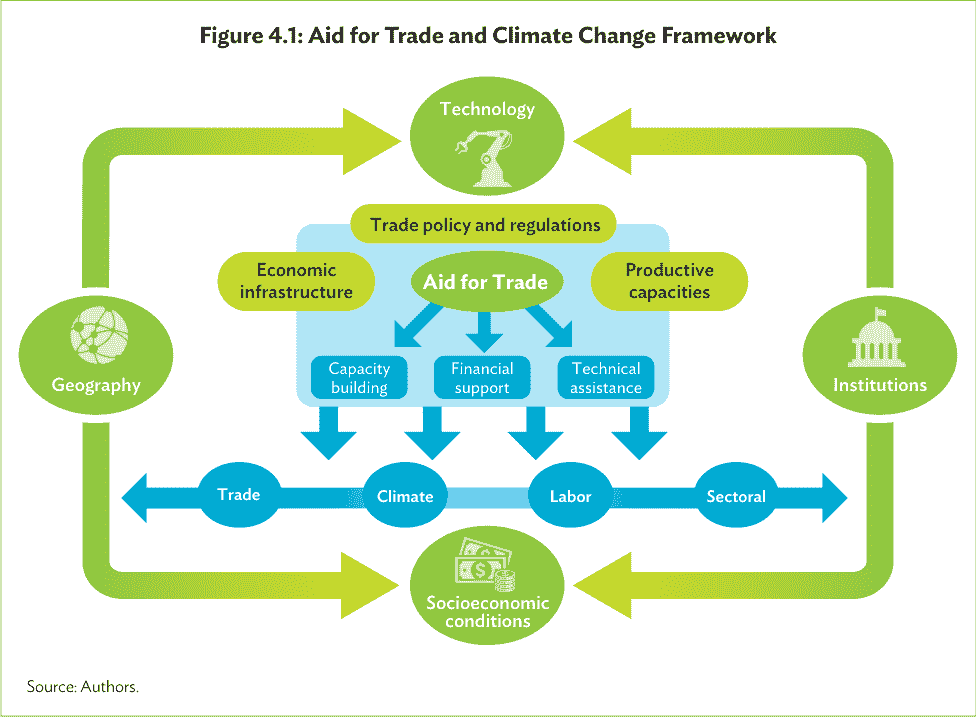 Figure 4.1: Aid for Trade and Climate Change Framework
Technology
Trade policy and regulations
Economic
infrastructure
Aid for Trade
Productive
capacities
Geography
Institutions
Capacity
building
Financial
support
Technical
assistance
Trade
Climate
Labor
Sectoral
Socioeconomic
conditions
Source: Authors.